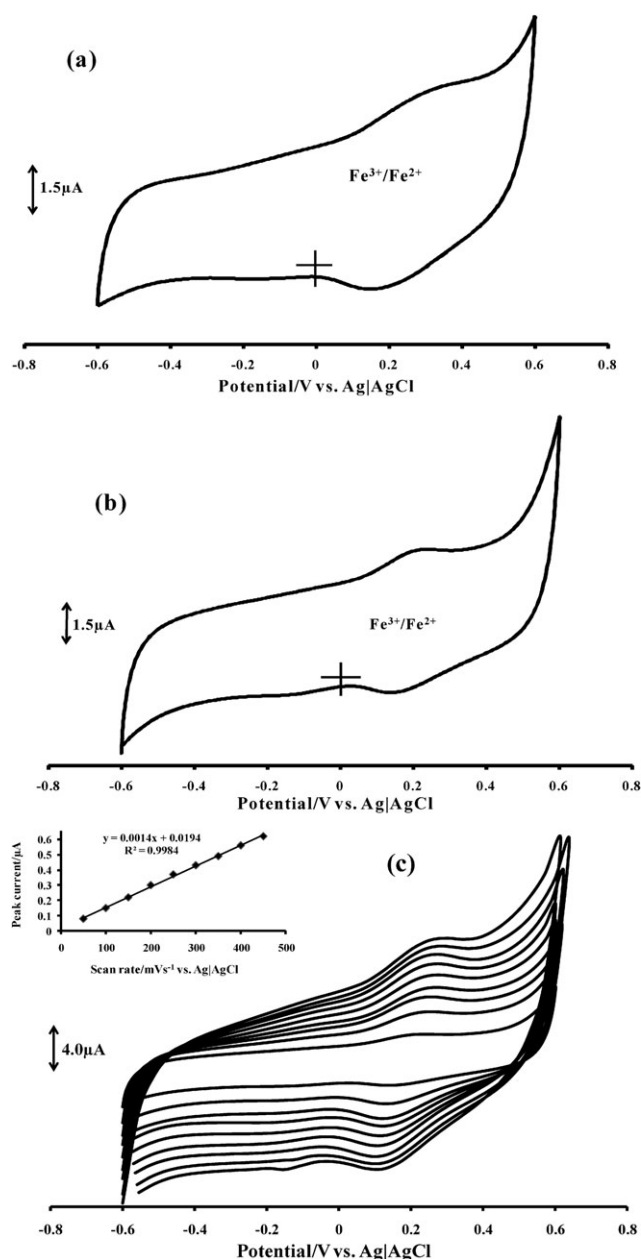 (a)
1.5µA
Fe³⁺/Fe²⁺
-0.8 -0.6 -0.4 -0.2 0 0.2 0.4 0.6 0.8
Potential/V vs. Ag|AgCl
(b)
1.5µA
Fe³⁺/Fe²⁺
-0.8 -0.6 -0.4 -0.2 0 0.2 0.4 0.6 0.8
Potential/V vs. Ag|AgCl
(c)
Peak current/µA
0.6
0.5
0.4
0.3
0.2
0.1
0
y = 0.0014x + 0.0194
R² = 0.9984
0 100 200 300 400 500
Scan rate/mVs⁻¹ vs. Ag|AgCl
4.0µA
-0.8 -0.6 -0.4 -0.2 0 0.2 0.4 0.6 0.8
Potential/V vs. Ag|AgCl